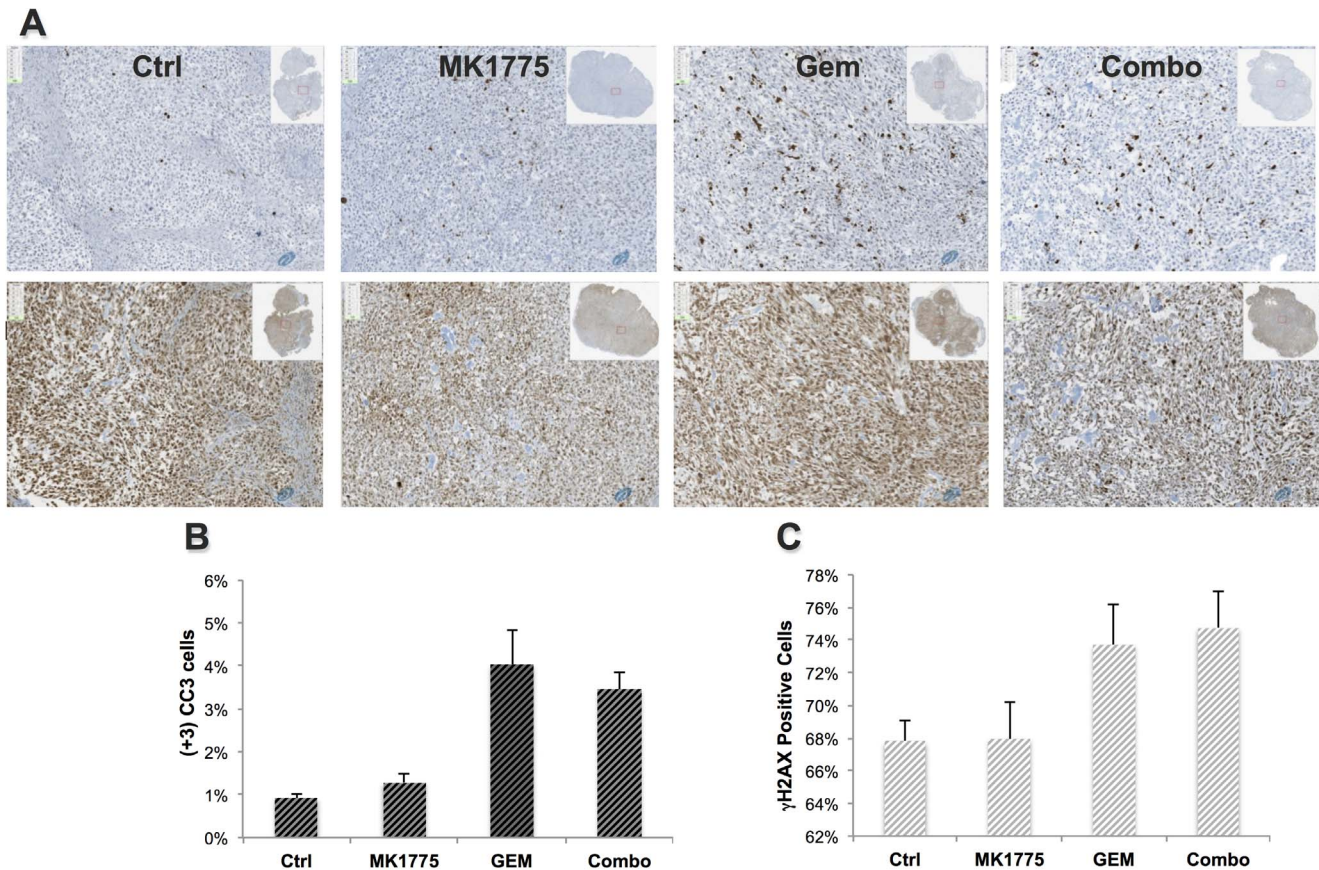 A
Ctrl
MK1775
Gem
Combo
B
(+3) CC3 cells
6%
5%
4%
3%
2%
1%
0%
Ctrl MK1775 GEM Combo
C
γH2AX Positive Cells
78%
76%
74%
72%
70%
68%
66%
64%
62%
Ctrl MK1775 GEM Combo